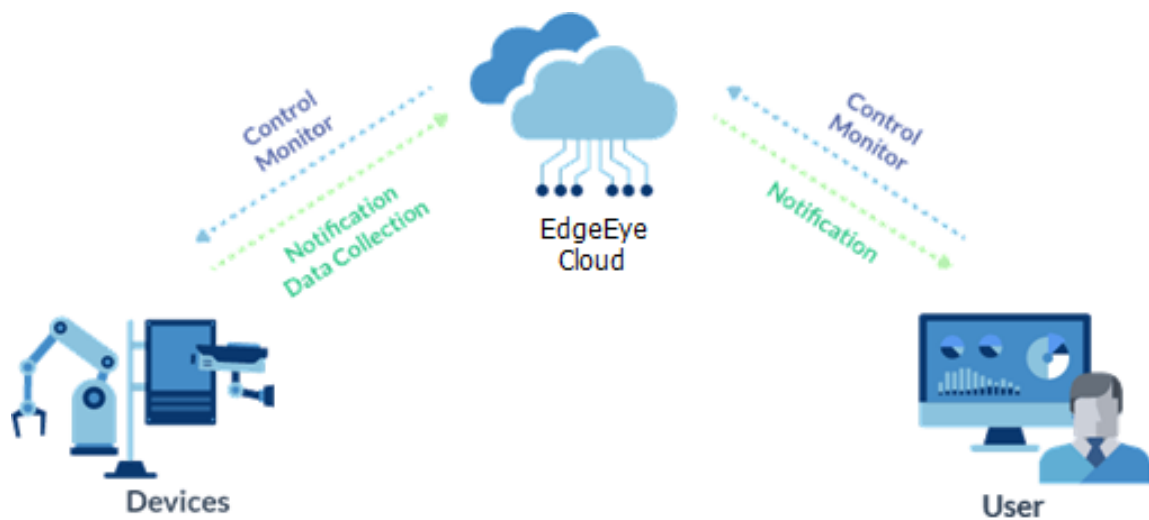 Control
Monitor
Notification
Data Collection
EdgeEye
Cloud
Control
Monitor
Notification
Devices
User